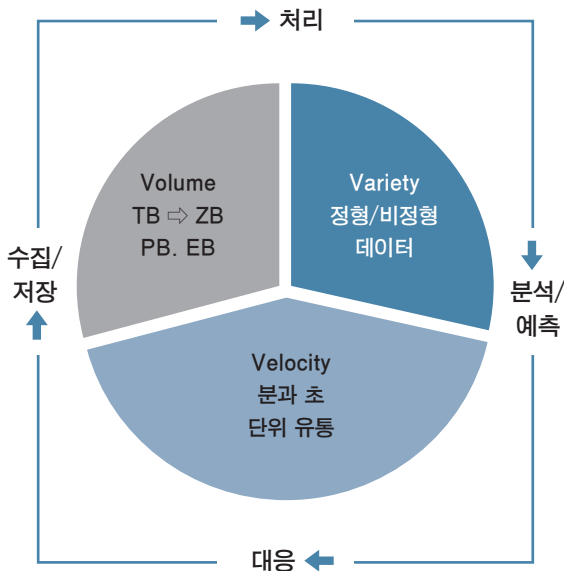 처리
Volume
TB ⇨ ZB
PB. EB
Variety
정형/비정형
데이터
수집/
저장
분석/
예측
Velocity
분과 초
단위 유통
대응